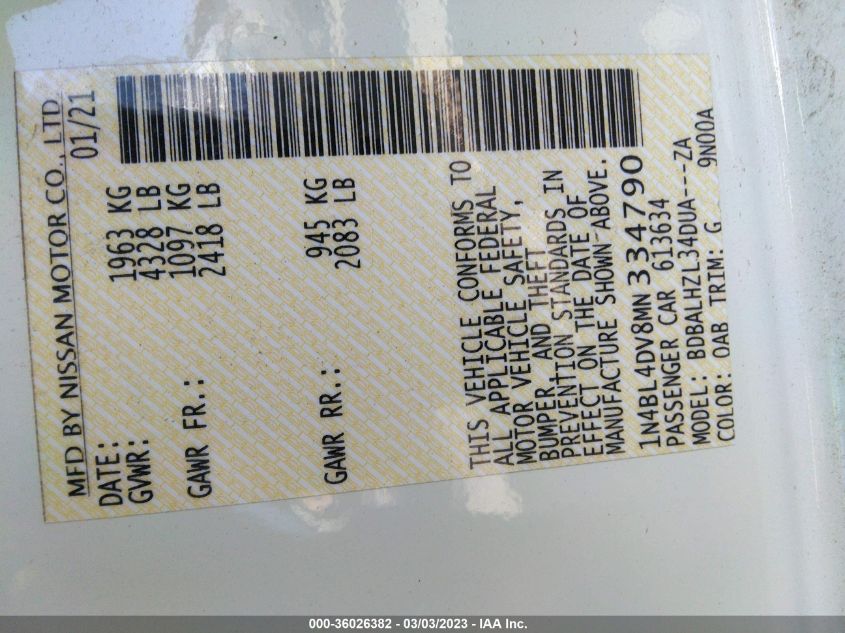 MFD BY NISSAN MOTOR CO., LTD.
DATE: 01/21
GVWR: 1963 KG
4328 LB
GAWR FR.: 1097 KG
2418 LB
GAWR RR.: 945 KG
2083 LB
THIS VEHICLE CONFORMS TO
ALL APPLICABLE FEDERAL
MOTOR VEHICLE SAFETY,
BUMPER, AND THEFT
PREVENTION STANDARDS IN
EFFECT ON THE DATE OF
MANUFACTURE SHOWN ABOVE.
1N4BL4DV8MN334790
PASSENGER CAR 613634
MODEL: BDBALHZL34DUA----ZA
COLOR: QAB TRIM: G 9N00A
000-36026382 - 03/03/2023 - IAA Inc.